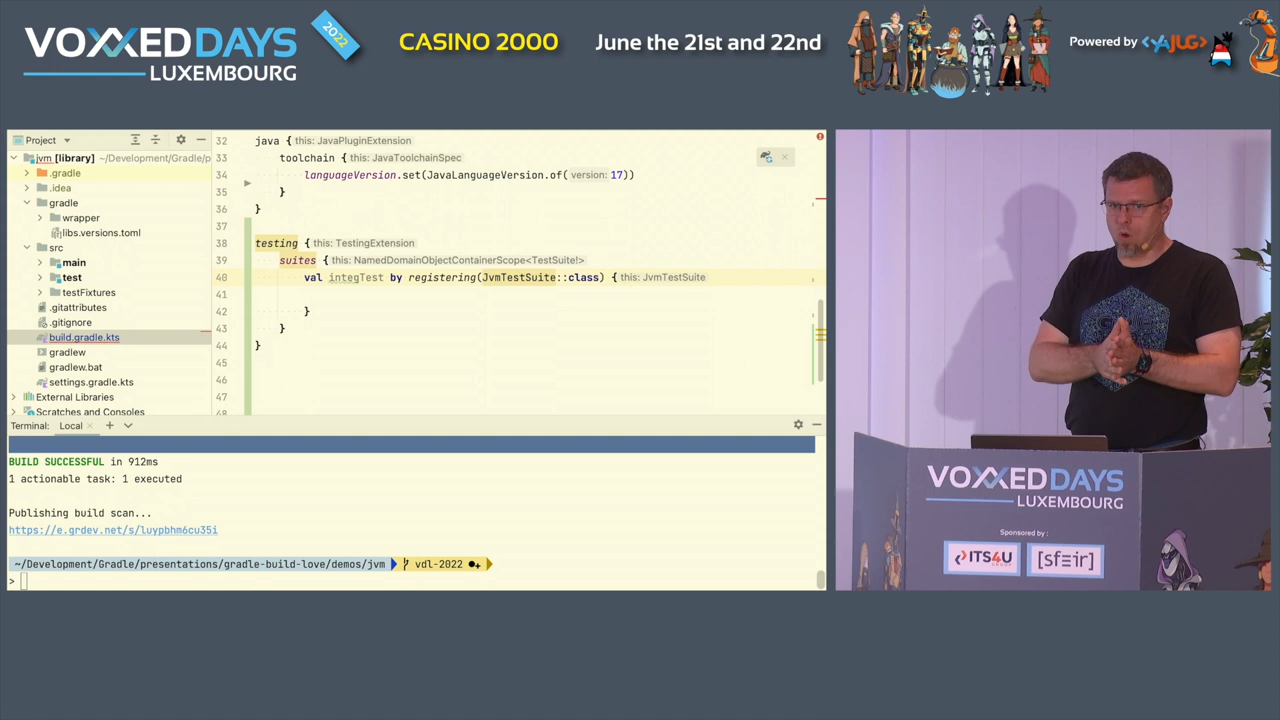 VOXXED DAYS
LUXEMBOURG
2022
CASINO 2000
June the 21st and 22nd
Powered by <YAJUG>
Project
jvm [library] ~/Development/Gradle/p
.gradle
.idea
gradle
wrapper
libs.versions.toml
src
main
test
testFixtures
.gitattributes
.gitignore
build.gradle.kts
gradlew
gradlew.bat
settings.gradle.kts
External Libraries
Scratches and Consoles
32 java { this: JavaPluginExtension
33 toolchain { this: JavaToolchainSpec
34 languageVersion.set(JavaLanguageVersion.of( version: 17))
35 }
36 }
37
38 testing { this: TestingExtension
39 suites { this: NamedDomainObjectContainerScope<TestSuite!>
40 val integTest by registering(JvmTestSuite::class) { this: JvmTestSuite
41
42 }
43 }
44 }
45
46
47
48
Terminal: Local
BUILD SUCCESSFUL in 912ms
1 actionable task: 1 executed
Publishing build scan...
https://e.grdev.net/s/luypbhm6cu35i
~/Development/Gradle/presentations/gradle-build-love/demos/jvm vdl-2022
>
VOXXED DAYS
LUXEMBOURG
Sponsored by :
ITS4U
GROUP
[sfeir]